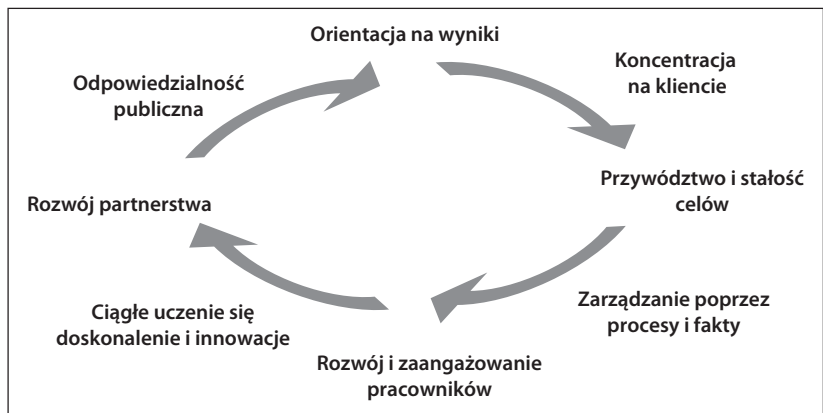 Orientacja na wyniki
Koncentracja
na kliencie
Przywództwo i stałość
celów
Zarządzanie poprzez
procesy i fakty
Rozwój i zaangażowanie
pracowników
Ciągłe uczenie się
doskonalenie i innowacje
Rozwój partnerstwa
Odpowiedzialność
publiczna